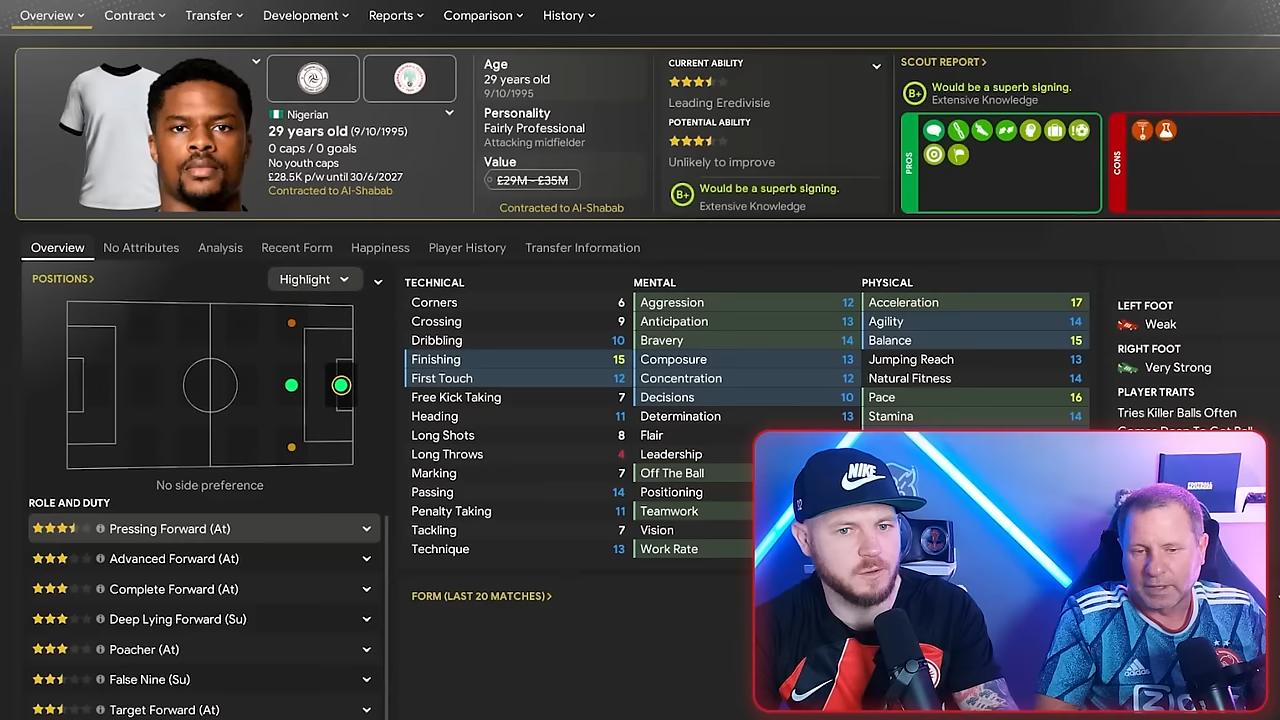 Overview
Contract
Transfer
Development
Reports
Comparison
History
Nigerian
29 years old (9/10/1995)
0 caps / 0 goals
No youth caps
£28.5K p/w until 30/6/2027
Contracted to Al-Shabab
Age
29 years old
9/10/1995
Personality
Fairly Professional
Attacking midfielder
Value
£29M - £35M
Contracted to Al-Shabab
CURRENT ABILITY
Leading Eredivisie
POTENTIAL ABILITY
Unlikely to improve
B+ Would be a superb signing.
Extensive Knowledge
SCOUT REPORT >
B+ Would be a superb signing.
Extensive Knowledge
PROS
CONS
Overview
No Attributes
Analysis
Recent Form
Happiness
Player History
Transfer Information
POSITIONS >
Highlight
No side preference
ROLE AND DUTY
Pressing Forward (At)
Advanced Forward (At)
Complete Forward (At)
Deep Lying Forward (Su)
Poacher (At)
False Nine (Su)
Target Forward (At)
TECHNICAL
Corners 6
Crossing 9
Dribbling 10
Finishing 15
First Touch 12
Free Kick Taking 7
Heading 11
Long Shots 8
Long Throws 4
Marking 7
Passing 14
Penalty Taking 11
Tackling 7
Technique 13
FORM (LAST 20 MATCHES) >
MENTAL
Aggression 12
Anticipation 13
Bravery 14
Composure 13
Concentration 12
Decisions 10
Determination 13
Flair
Leadership
Off The Ball
Positioning
Teamwork
Vision
Work Rate
PHYSICAL
Acceleration 17
Agility 14
Balance 15
Jumping Reach 13
Natural Fitness 14
Pace 16
Stamina 14
LEFT FOOT
Weak
RIGHT FOOT
Very Strong
PLAYER TRAITS
Tries Killer Balls Often
NIKE
adidas